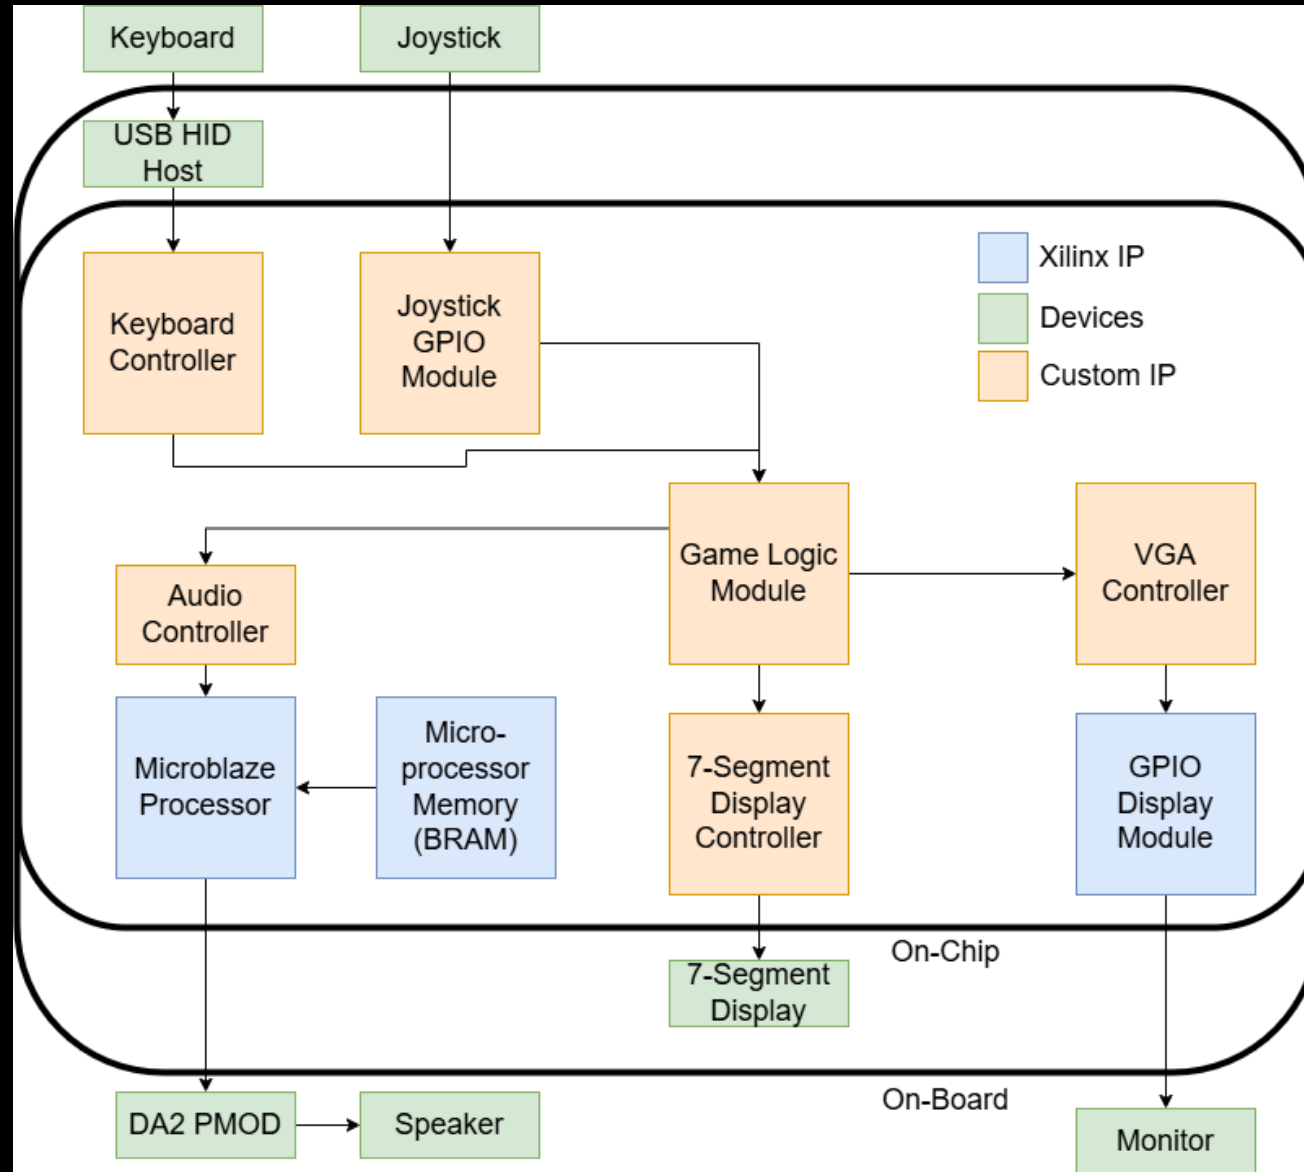 Keyboard
Joystick
USB HID
Host
Keyboard
Controller
Joystick
GPIO
Module
Xilinx IP
Devices
Custom IP
Audio
Controller
Game Logic
Module
VGA
Controller
Microblaze
Processor
Micro-
processor
Memory
(BRAM)
7-Segment
Display
Controller
GPIO
Display
Module
On-Chip
7-Segment
Display
On-Board
DA2 PMOD
Speaker
Monitor